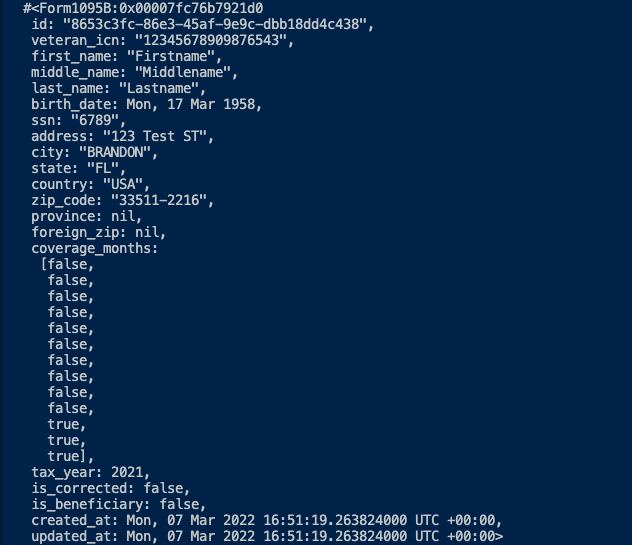 #<Form1095B:0x00007fc76b7921d0
id: "8653c3fc-86e3-45af-9e9c-dbb18dd4c438",
veteran_icn: "12345678909876543",
first_name: "Firstname",
middle_name: "Middlename",
last_name: "Lastname",
birth_date: Mon, 17 Mar 1958,
ssn: "6789",
address: "123 Test ST",
city: "BRANDON",
state: "FL",
country: "USA",
zip_code: "33511-2216",
province: nil,
foreign_zip: nil,
coverage_months:
[false,
false,
false,
false,
false,
false,
false,
false,
false,
false,
true,
true,
true],
tax_year: 2021,
is_corrected: false,
is_beneficiary: false,
created_at: Mon, 07 Mar 2022 16:51:19.263824000 UTC +00:00,
updated_at: Mon, 07 Mar 2022 16:51:19.263824000 UTC +00:00>